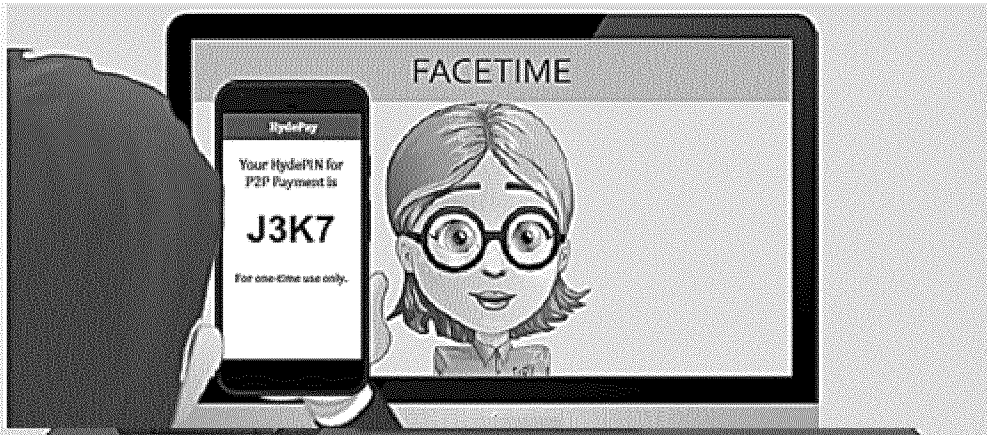 FACETIME
HydePay
Your HydePIN for
P2P Payment is
J3K7
For one-time use only.